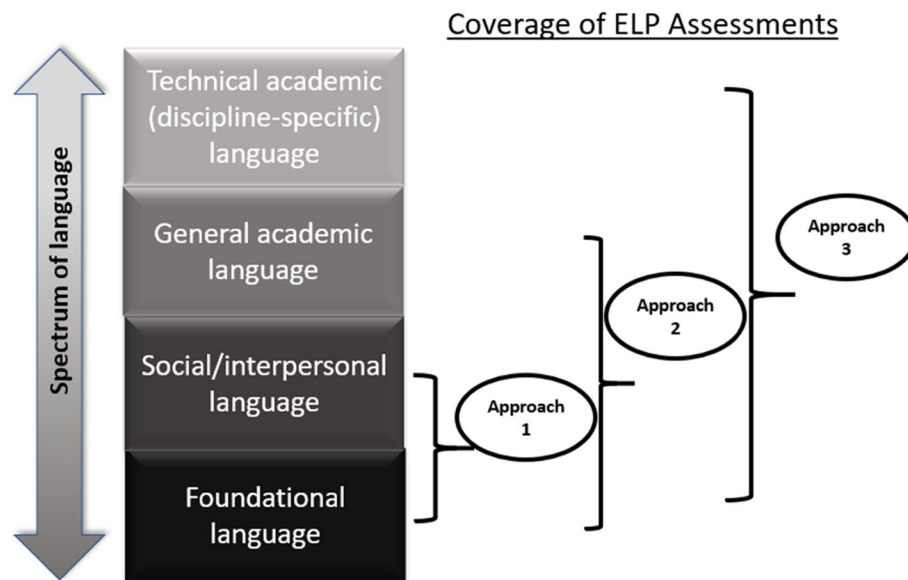 Coverage of ELP Assessments
Spectrum of language
Technical academic
(discipline-specific)
language
General academic
language
Social/interpersonal
language
Foundational
language
Approach
1
Approach
2
Approach
3